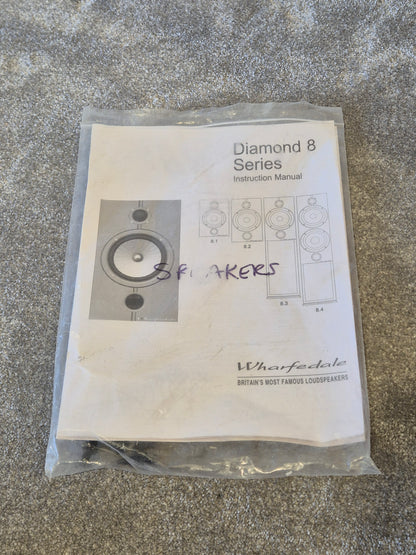 Diamond 8
Series
Instruction Manual
8.1
8.2
8.3
8.4
SPEAKERS
Wharfedale
BRITAIN'S MOST FAMOUS LOUDSPEAKERS